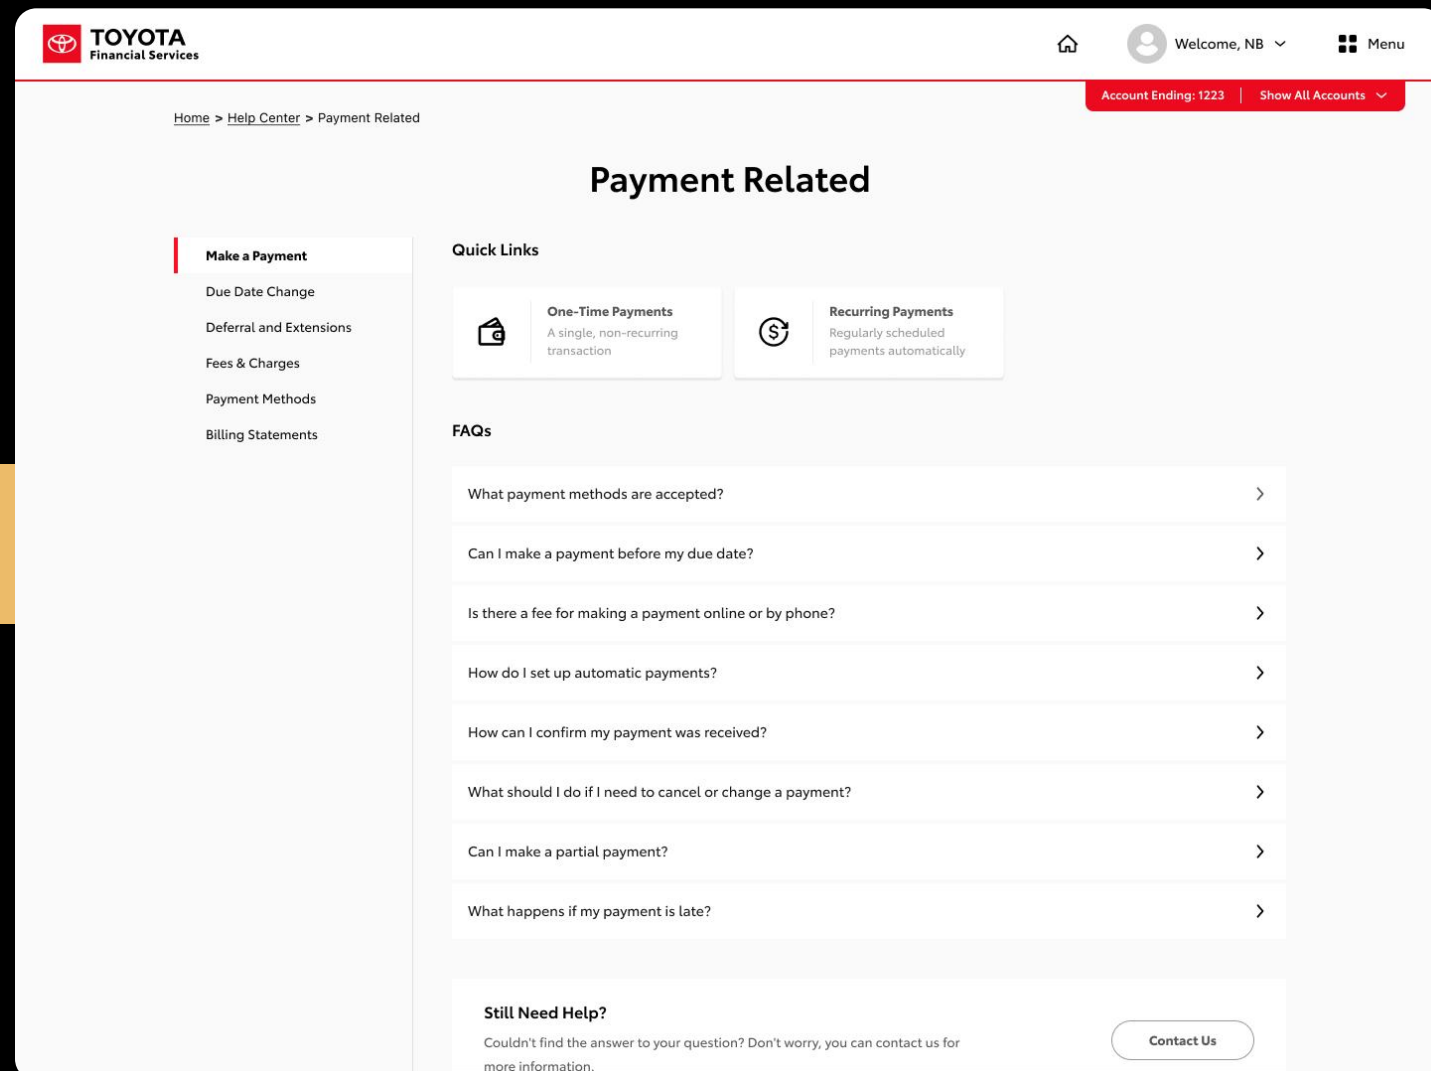 TOYOTA
Financial Services
Welcome, NB
Menu
Account Ending: 1223 | Show All Accounts
Home > Help Center > Payment Related
Payment Related
Make a Payment
Due Date Change
Deferral and Extensions
Fees & Charges
Payment Methods
Billing Statements
Quick Links
One-Time Payments
A single, non-recurring
transaction
Recurring Payments
Regularly scheduled
payments automatically
FAQs
What payment methods are accepted?
Can I make a payment before my due date?
Is there a fee for making a payment online or by phone?
How do I set up automatic payments?
How can I confirm my payment was received?
What should I do if I need to cancel or change a payment?
Can I make a partial payment?
What happens if my payment is late?
Still Need Help?
Couldn't find the answer to your question? Don't worry, you can contact us for
more information.
Contact Us